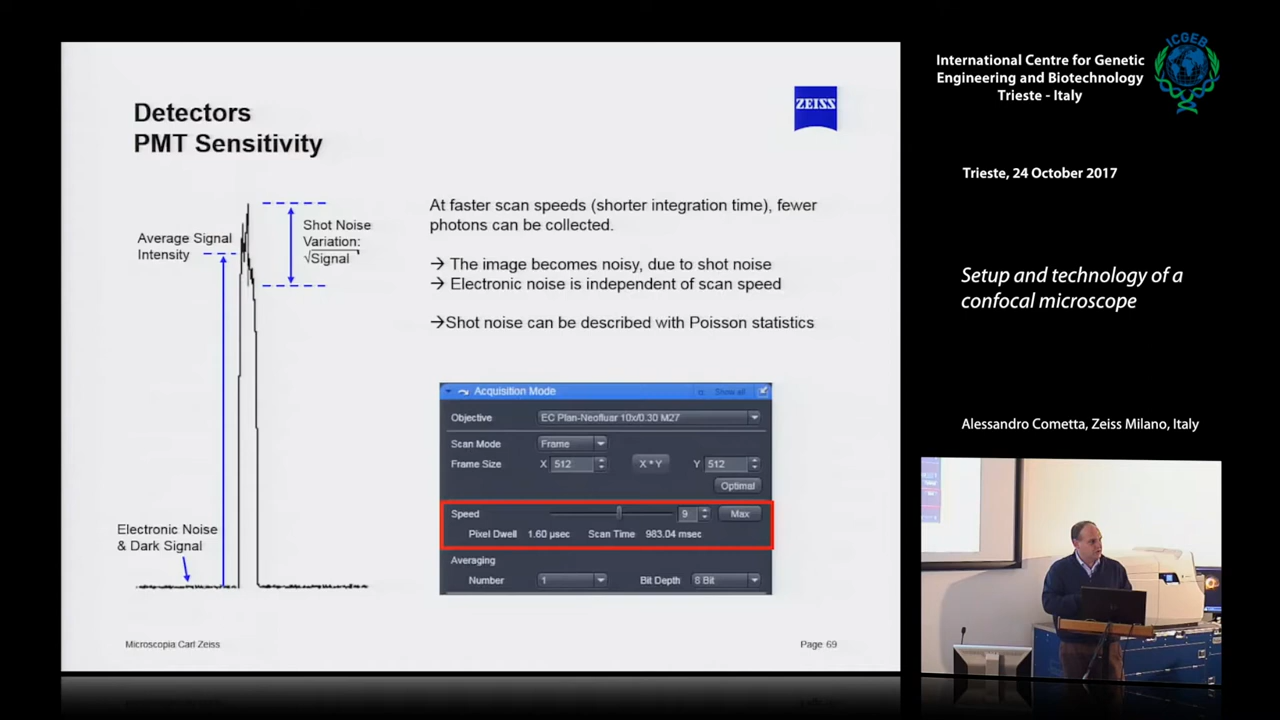 Detectors
PMT Sensitivity
ZEISS
Average Signal
Intensity
Shot Noise
Variation:
√Signal
Electronic Noise
& Dark Signal
At faster scan speeds (shorter integration time), fewer
photons can be collected.
→ The image becomes noisy, due to shot noise
→ Electronic noise is independent of scan speed
→Shot noise can be described with Poisson statistics
Acquisition Mode
Show all
Objective
EC Plan-Neofluar 10x/0.30 M27
Scan Mode
Frame
Frame Size
X 512
X * Y
Y 512
Optimal
Speed
9
Max
Pixel Dwell 1.60 µsec Scan Time 983.04 msec
Averaging
Number 1 Bit Depth 8 Bit
Microscopia Carl Zeiss
Page: 69
International Centre for Genetic
Engineering and Biotechnology
Trieste - Italy
ICGEB
Trieste, 24 October 2017
Setup and technology of a
confocal microscope
Alessandro Cometta, Zeiss Milano, Italy